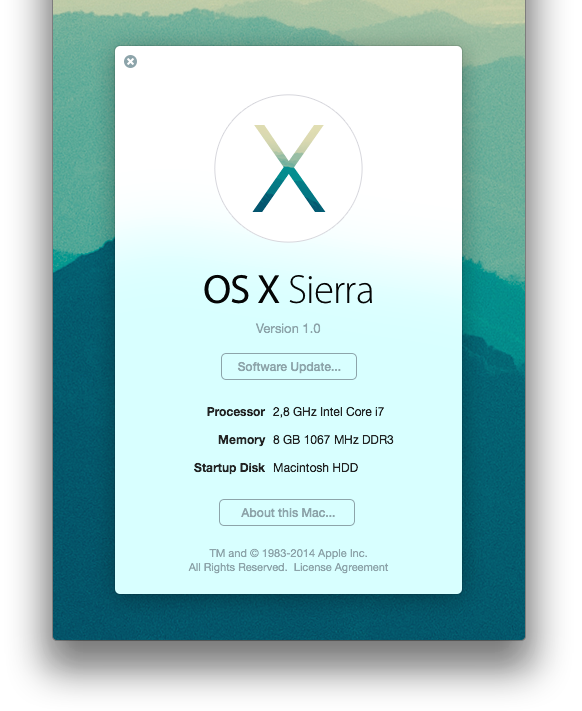 OS X Sierra
Version 1.0
Software Update...
Processor 2,8 GHz Intel Core i7
Memory 8 GB 1067 MHz DDR3
Startup Disk Macintosh HDD
About this Mac...
TM and © 1983-2014 Apple Inc.
All Rights Reserved. License Agreement